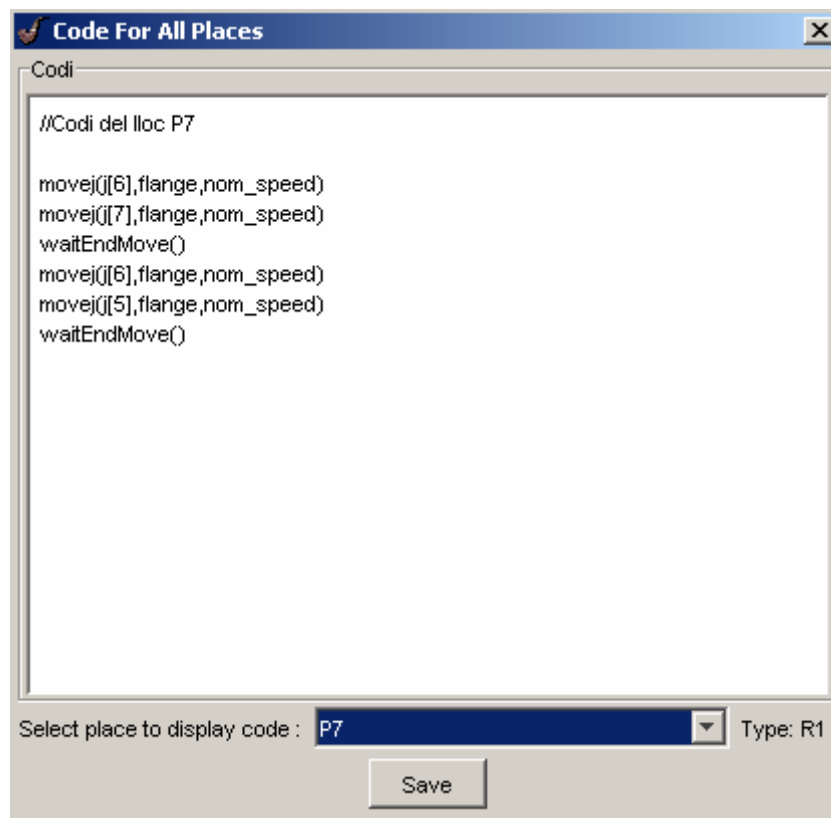 Code For All Places
Codi
//Codi del lloc P7
movej(j[6],flange,nom_speed)
movej(j[7],flange,nom_speed)
waitEndMove()
movej(j[6],flange,nom_speed)
movej(j[5],flange,nom_speed)
waitEndMove()
Select place to display code : P7 Type: R1
Save